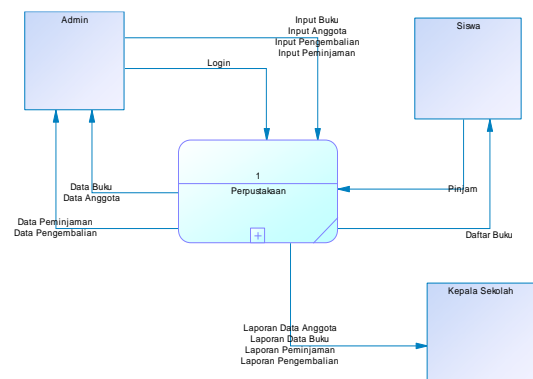 Admin
Input Buku
Input Anggota
Input Pengembalian
Input Peminjaman
Siswa
Login
1
Perpustakaan
Data Buku
Data Anggota
Pinjam
Data Peminjaman
Data Pengembalian
Daftar Buku
Kepala Sekolah
Laporan Data Anggota
Laporan Data Buku
Laporan Peminjaman
Laporan Pengembalian